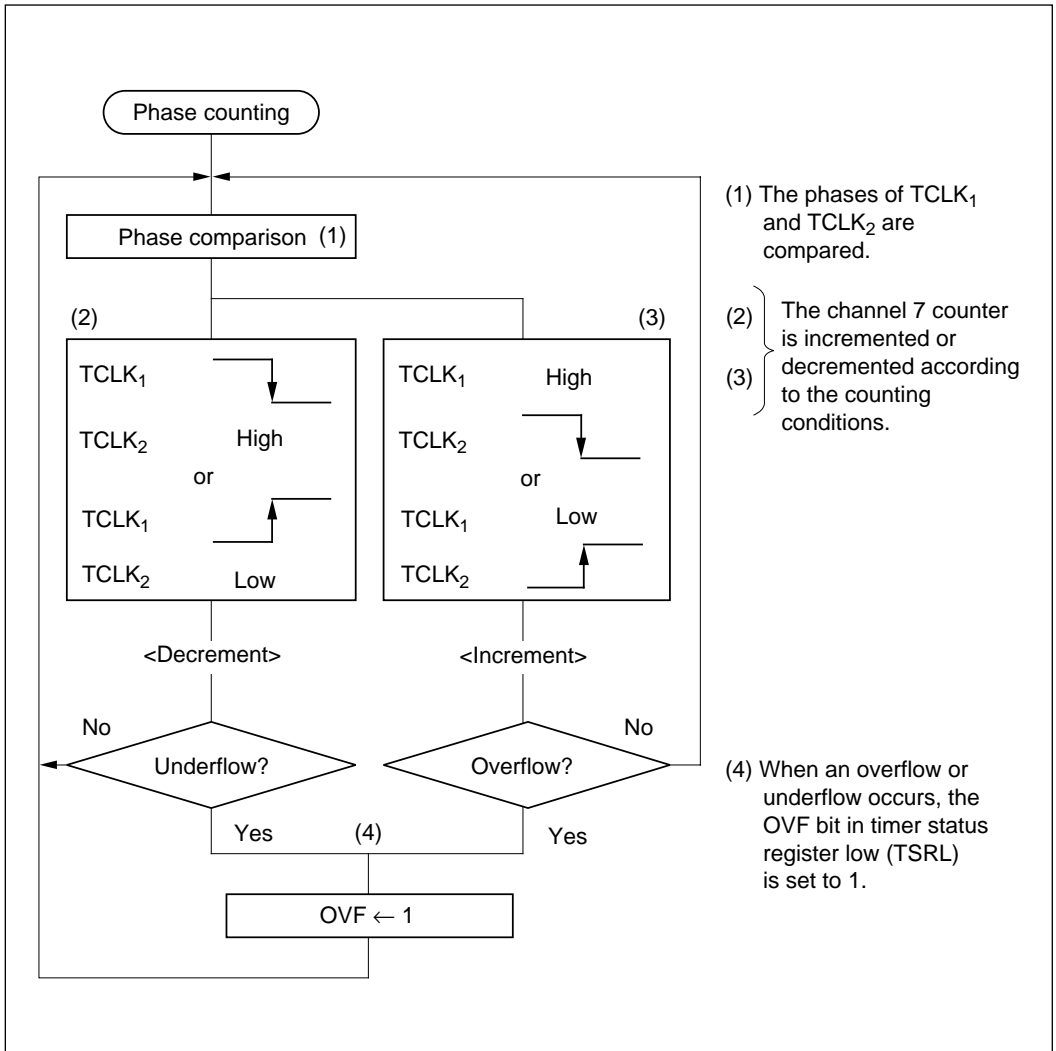 Phase counting
Phase comparison (1)
(2)
TCLK1
TCLK2 High
or
TCLK1
TCLK2 Low
(3)
TCLK1 High
TCLK2
or
TCLK1 Low
TCLK2
<Decrement>
<Increment>
No
Underflow?
Yes
No
Overflow?
Yes
(4)
OVF ← 1
(1) The phases of TCLK1
and TCLK2 are
compared.
(2)
(3)
The channel 7 counter
is incremented or
decremented according
to the counting
conditions.
(4) When an overflow or
underflow occurs, the
OVF bit in timer status
register low (TSRL)
is set to 1.